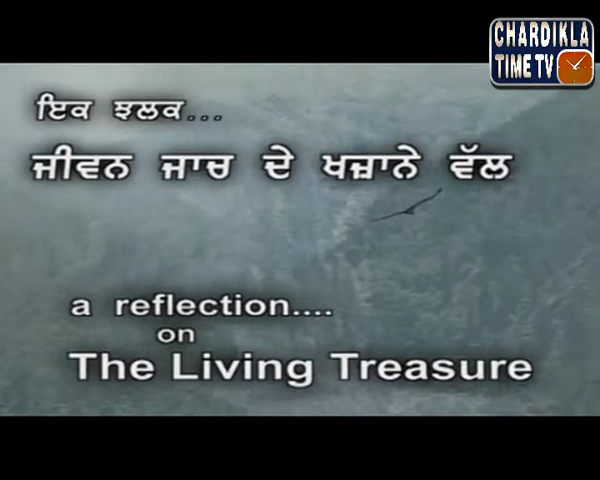 CHARDIKLA
TIME TV
ਇਕ ਝਲਕ...
ਜੀਵਨ ਜਾਚ ਦੇ ਖਜ਼ਾਨੇ ਵੱਲ
a reflection....
on
The Living Treasure